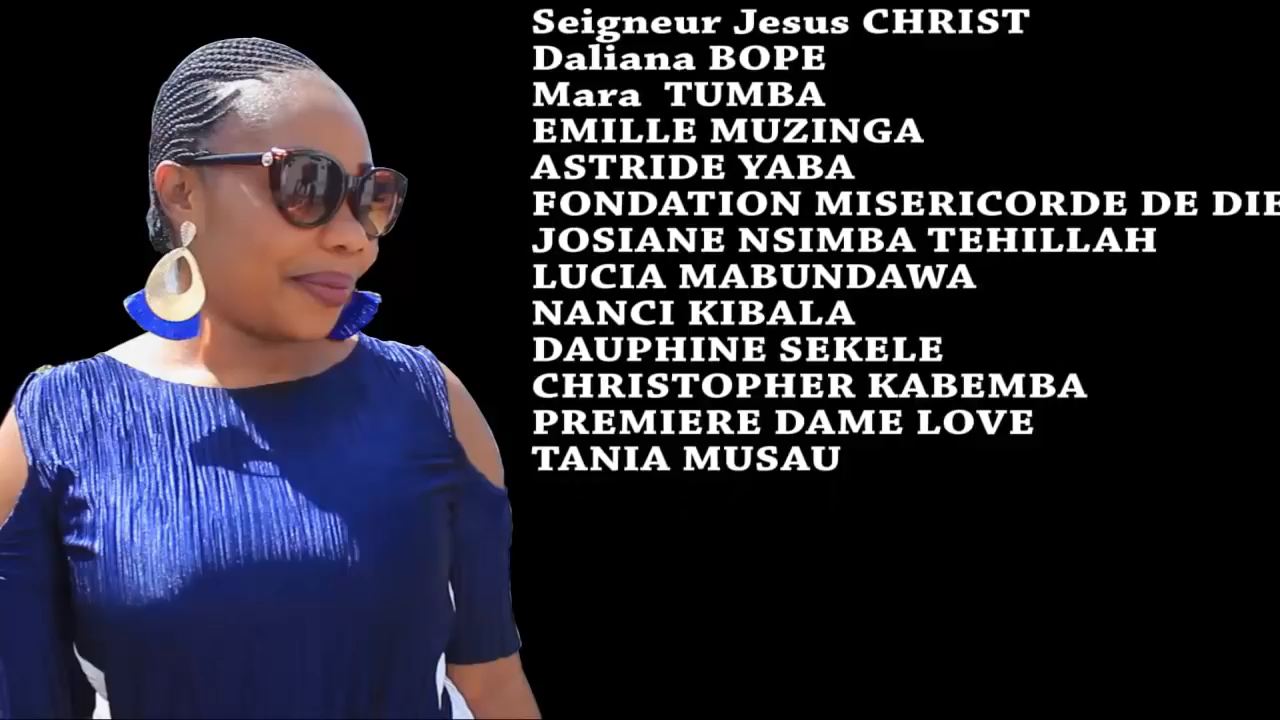 Seigneur Jesus CHRIST
Daliana BOPE
Mara TUMBA
EMILLE MUZINGA
ASTRIDE YABA
FONDATION MISERICORDE DE DIE
JOSIANE NSIMBA TEHILLAH
LUCIA MABUNDAWA
NANCI KIBALA
DAUPHINE SEKELE
CHRISTOPHER KABEMBA
PREMIERE DAME LOVE
TANIA MUSAU